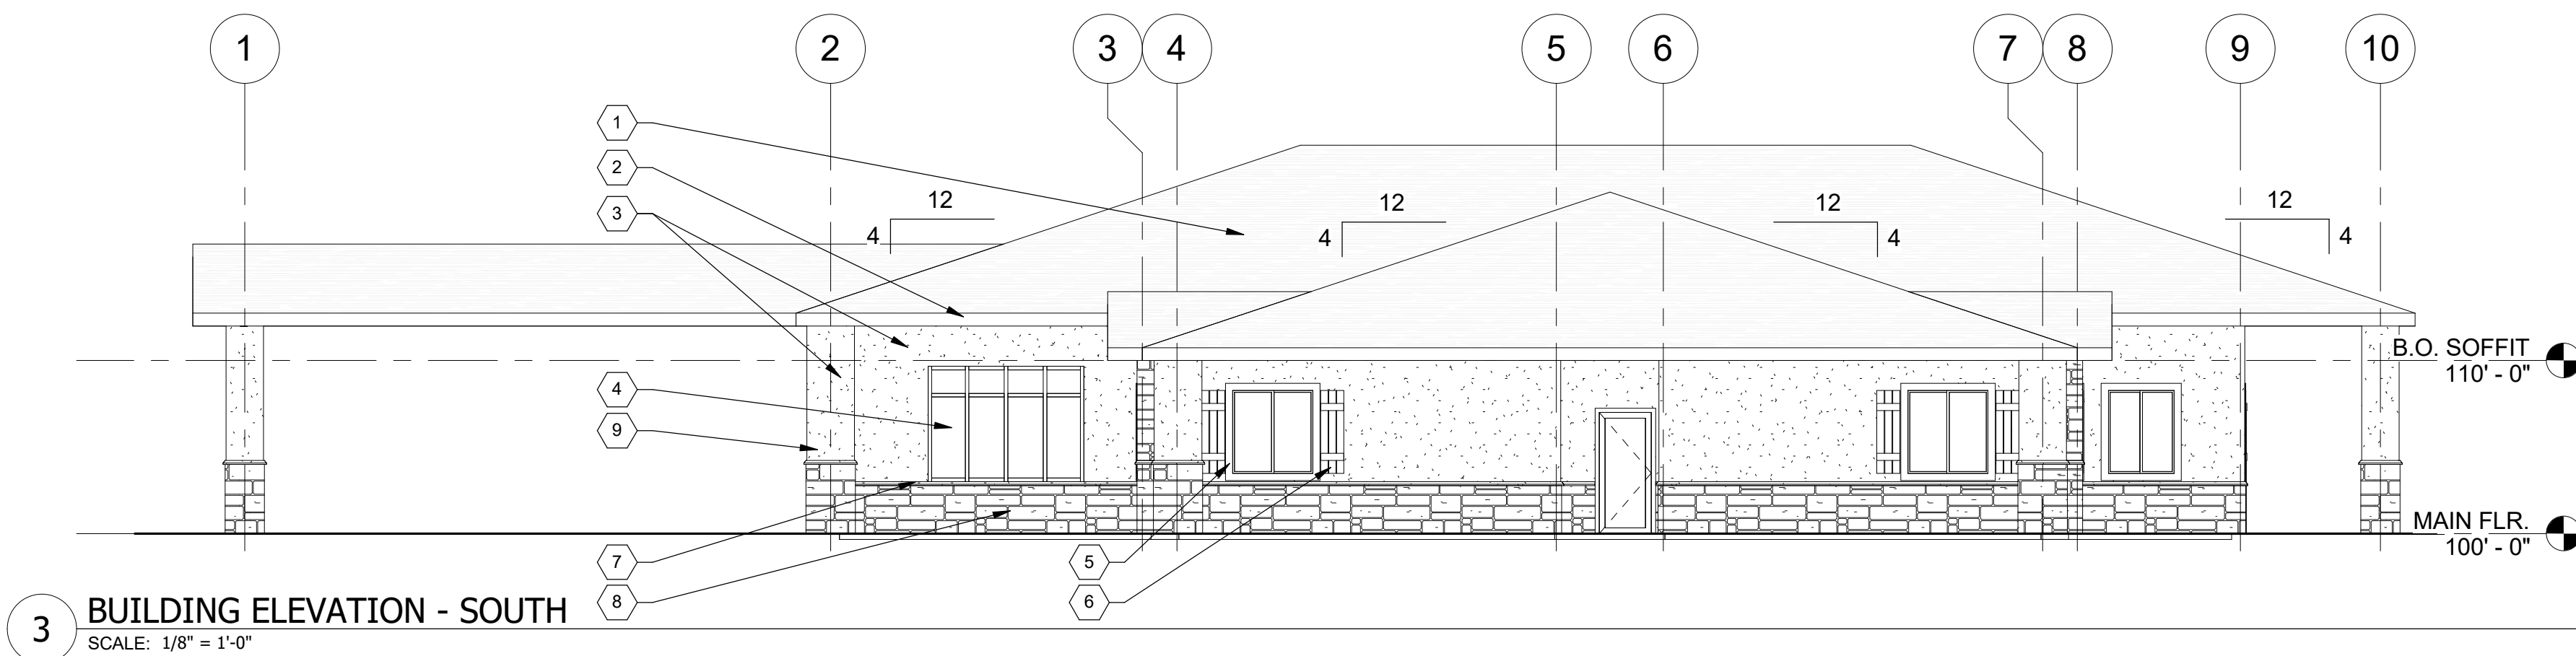 1 2 3 4 5 6 7 8 9 10
1
2
3
12
4
12
4
12
4
12
4
4
9
B.O. SOFFIT
110' - 0"
MAIN FLR.
100' - 0"
7
8
5
6
3
BUILDING ELEVATION - SOUTH
SCALE: 1/8" = 1'-0"